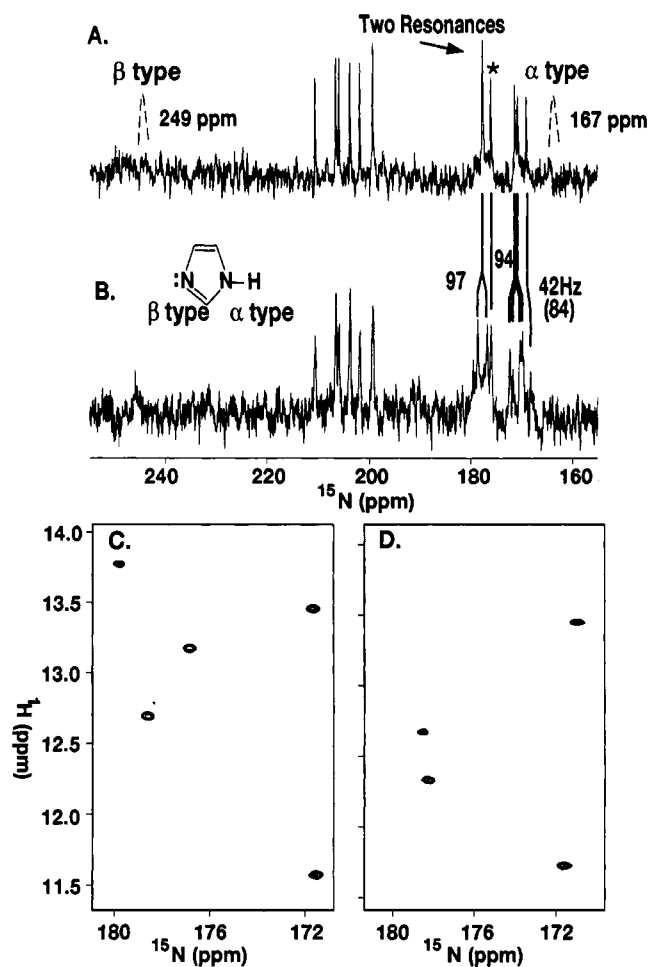 A.
Two Resonances
*
β type
α type
249 ppm
167 ppm
97
94
42Hz
(84)
B.
:N
N–H
β type α type
240 220 200 180 160
15N (ppm)
C.
D.
14.0
13.5
13.0
12.5
12.0
11.5
1H (ppm)
180 176 172
180 176 172
15N (ppm)
15N (ppm)